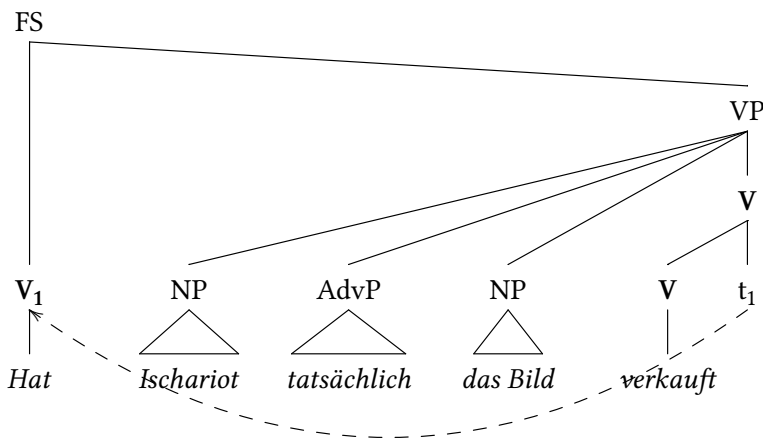 FS
VP
V
V₁ NP AdvP NP V t₁
Hat Ischariot tatsächlich das Bild verkauft